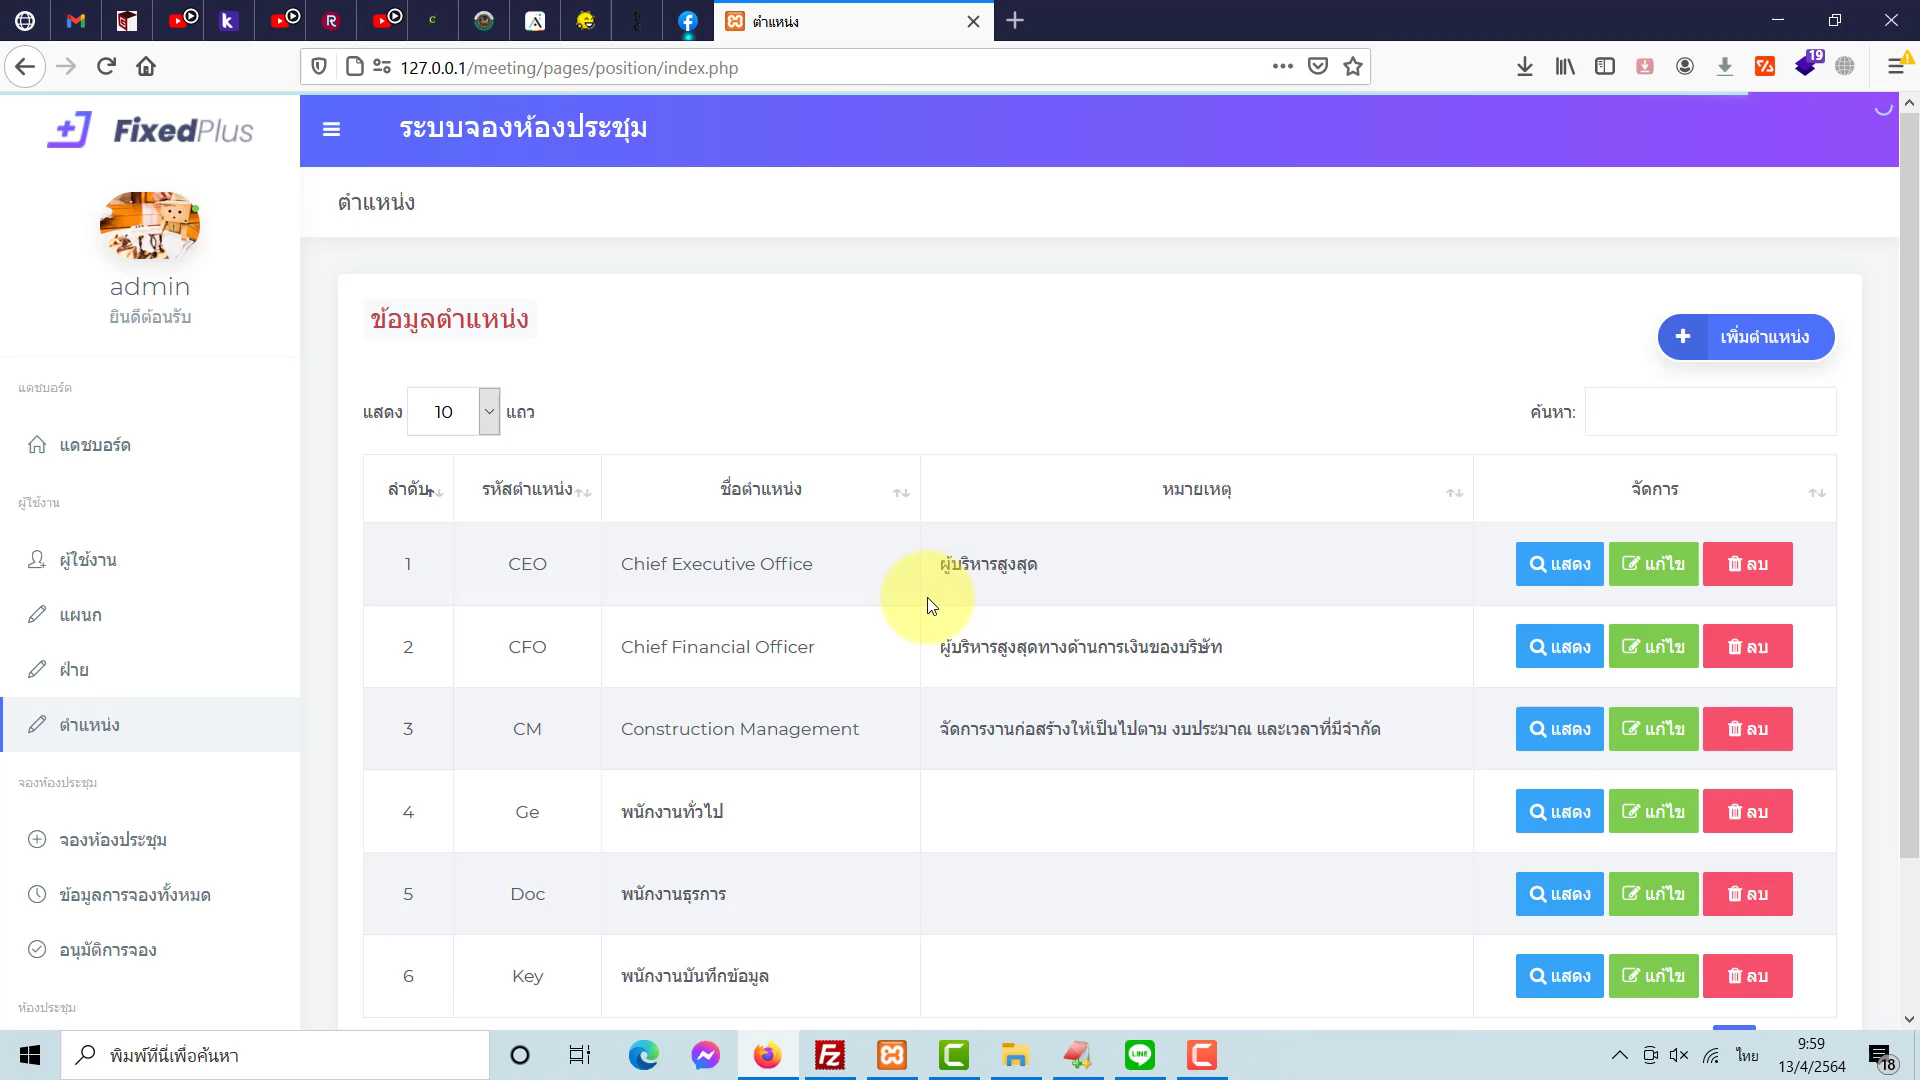 ตำแหน่ง
127.0.0.1/meeting/pages/position/index.php
19
FixedPlus
ระบบจองห้องประชุม
admin
ยินดีต้อนรับ
แดชบอร์ด
แดชบอร์ด
ผู้ใช้งาน
ผู้ใช้งาน
แผนก
ฝ่าย
ตำแหน่ง
จองห้องประชุม
จองห้องประชุม
ข้อมูลการจองทั้งหมด
อนุมัติการจอง
ห้องประชุม
ตำแหน่ง
ข้อมูลตำแหน่ง
เพิ่มตำแหน่ง
แสดง 10 แถว
ค้นหา:
ลำดับ รหัสตำแหน่ง ชื่อตำแหน่ง หมายเหตุ จัดการ
1 CEO Chief Executive Office ผู้บริหารสูงสุด แสดง แก้ไข ลบ
2 CFO Chief Financial Officer ผู้บริหารสูงสุดทางด้านการเงินของบริษัท แสดง แก้ไข ลบ
3 CM Construction Management จัดการงานก่อสร้างให้เป็นไปตาม งบประมาณ และเวลาที่มีจำกัด แสดง แก้ไข ลบ
4 Ge พนักงานทั่วไป แสดง แก้ไข ลบ
5 Doc พนักงานธุรการ แสดง แก้ไข ลบ
6 Key พนักงานบันทึกข้อมูล แสดง แก้ไข ลบ
พิมพ์ที่นี่เพื่อค้นหา
ไทย
9:59
13/4/2564
18